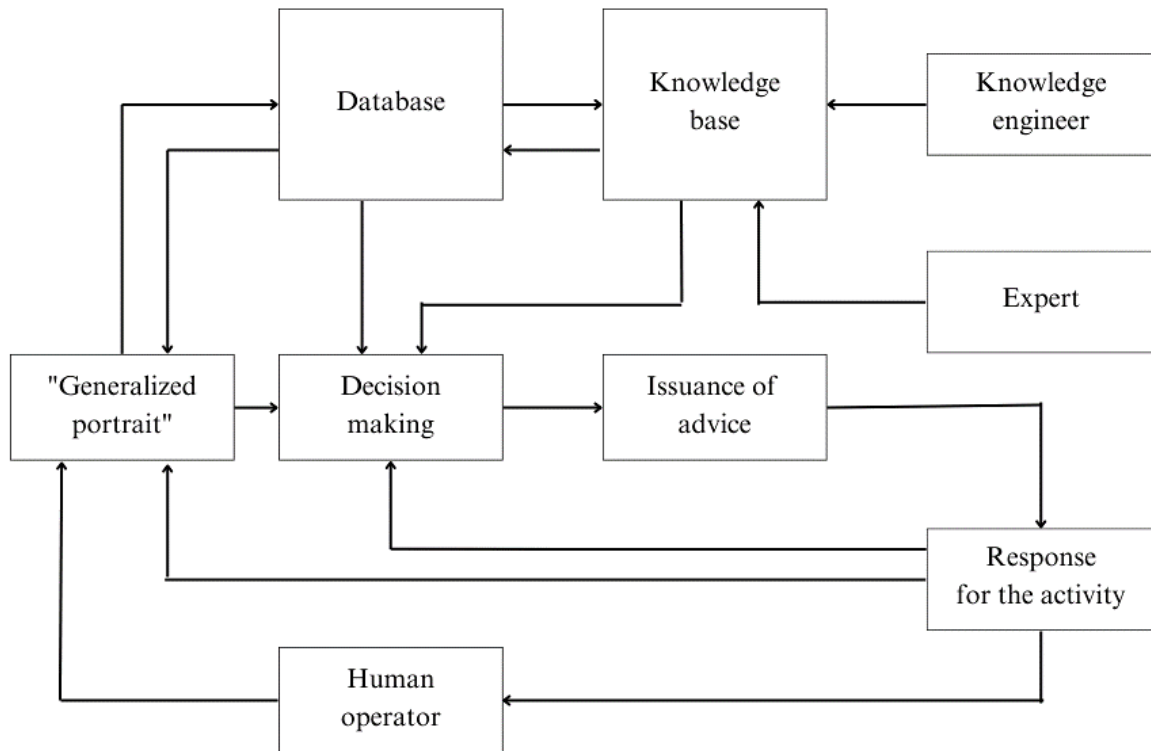 Database
Knowledge
base
Knowledge
engineer
Expert
"Generalized
portrait"
Decision
making
Issuance of
advice
Response
for the activity
Human
operator